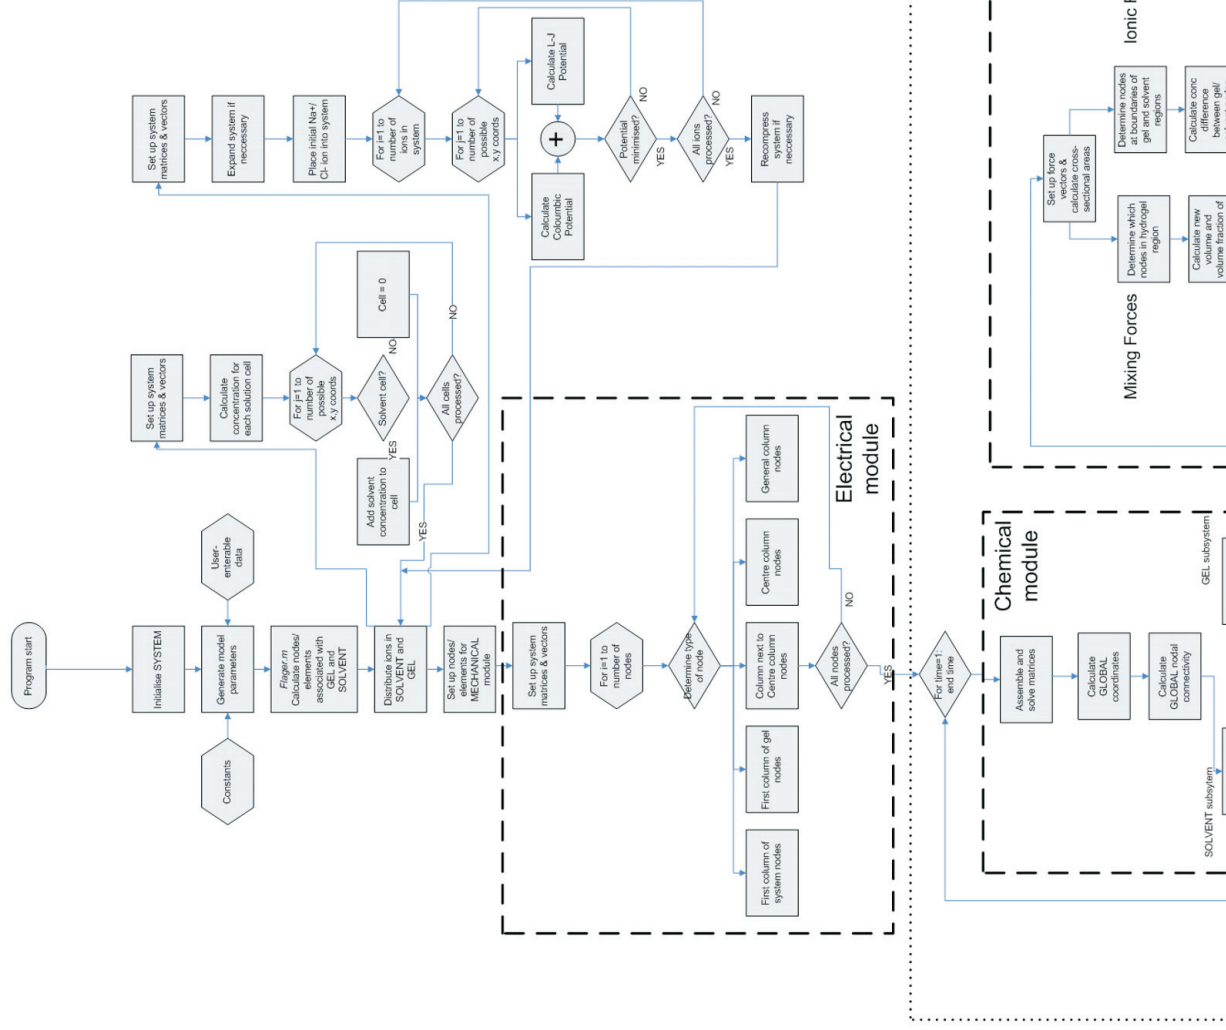 Program start
Initialise SYSTEM
Constants
Generate model
parameters
User-
enterable
data
Flager.m
Calculate nodes/
elements
associated with
GEL and
SOLVENT
Distribute ions in
SOLVENT and
GEL
Set up nodes/
elements for
MECHANICAL
module
Set up system
matrices & vectors
Calculate
concentration for
each solution cell
For j=1 to
number of
possible
x,y coords
Solvent cell?
YES
NO
Add solvent
concentration to
cell
Cell = 0
All cells
processed?
YES
NO
Set up system
matrices & vectors
Expand system if
neccessary
Place initial Na+/
Cl- ion into system
For j=1 to
number of
ions in
system
For j=1 to
number of
possible
x,y coords
Calculate
Coloumbic
Potential
+
Calculate L-J
Potential
Potential
minimised?
YES
NO
All ions
processed?
YES
NO
Recompress
system if
neccessary
Electrical
module
Set up system
matrices & vectors
For i=1 to
number of
nodes
Determine type
of node
First column of
system nodes
First column of gel
nodes
Column next to
Centre column
nodes
Centre column
nodes
General column
nodes
All nodes
processed?
NO
YES
For time=1:
end time
Chemical
module
Assemble and
solve matrices
Calculate
GLOBAL
coordinates
Calculate
GLOBAL nodal
connectivity
SOLVENT subsytem
GEL subsystem
Mixing Forces
Ionic
Set up force
vectors &
calculate cross-
sectional areas
Determine which
nodes in hydrogel
region
Calculate new
volume and
volume fraction of
Determine nodes
at boundaries of
gel and solvent
regions
Calculate conc
difference
between gel/